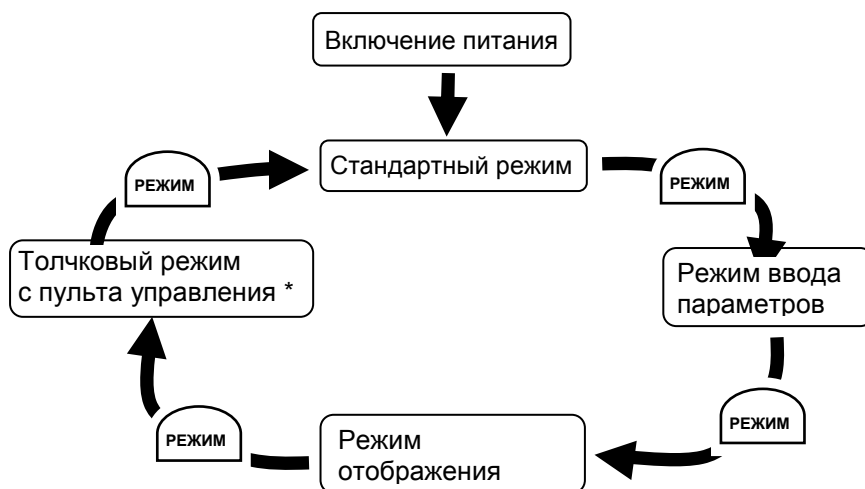 Включение питания
Стандартный режим
РЕЖИМ
РЕЖИМ
Толчковый режим
с пульта управления *
Режим ввода
параметров
РЕЖИМ
РЕЖИМ
Режим
отображения